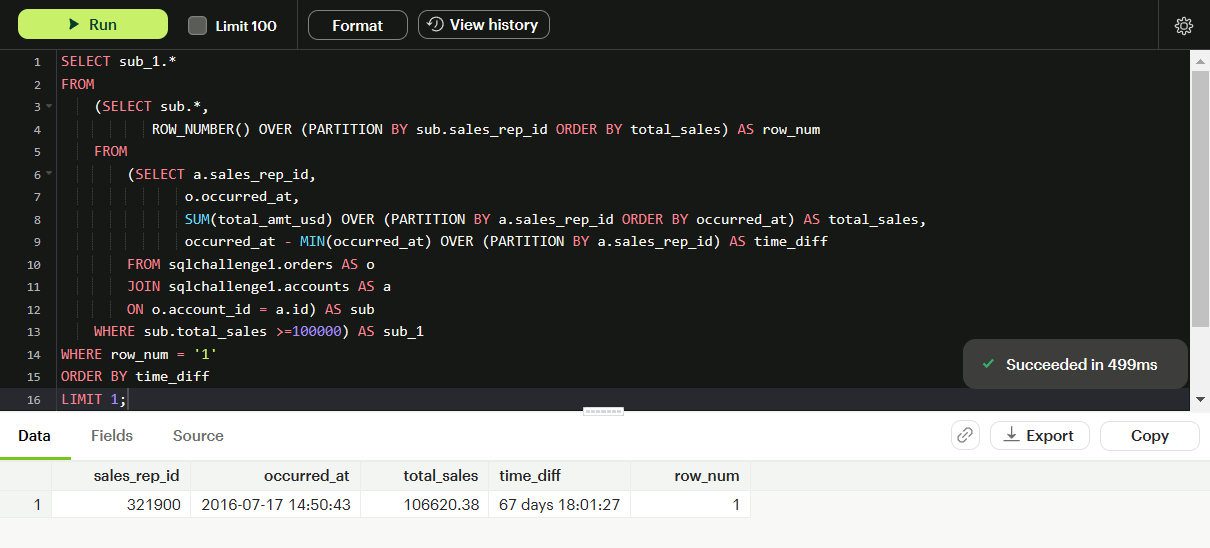 Run Limit 100 Format View history
1 SELECT sub_1.*
2 FROM
3 (SELECT sub.*,
4 ROW_NUMBER() OVER (PARTITION BY sub.sales_rep_id ORDER BY total_sales) AS row_num
5 FROM
6 (SELECT a.sales_rep_id,
7 o.occurred_at,
8 SUM(total_amt_usd) OVER (PARTITION BY a.sales_rep_id ORDER BY occurred_at) AS total_sales,
9 occurred_at - MIN(occurred_at) OVER (PARTITION BY a.sales_rep_id) AS time_diff
10 FROM sqlchallenge1.orders AS o
11 JOIN sqlchallenge1.accounts AS a
12 ON o.account_id = a.id) AS sub
13 WHERE sub.total_sales >=100000) AS sub_1
14 WHERE row_num = '1'
15 ORDER BY time_diff
Succeeded in 499ms
16 LIMIT 1;
Data Fields Source Export Copy
sales_rep_id occurred_at total_sales time_diff row_num
1 321900 2016-07-17 14:50:43 106620.38 67 days 18:01:27 1